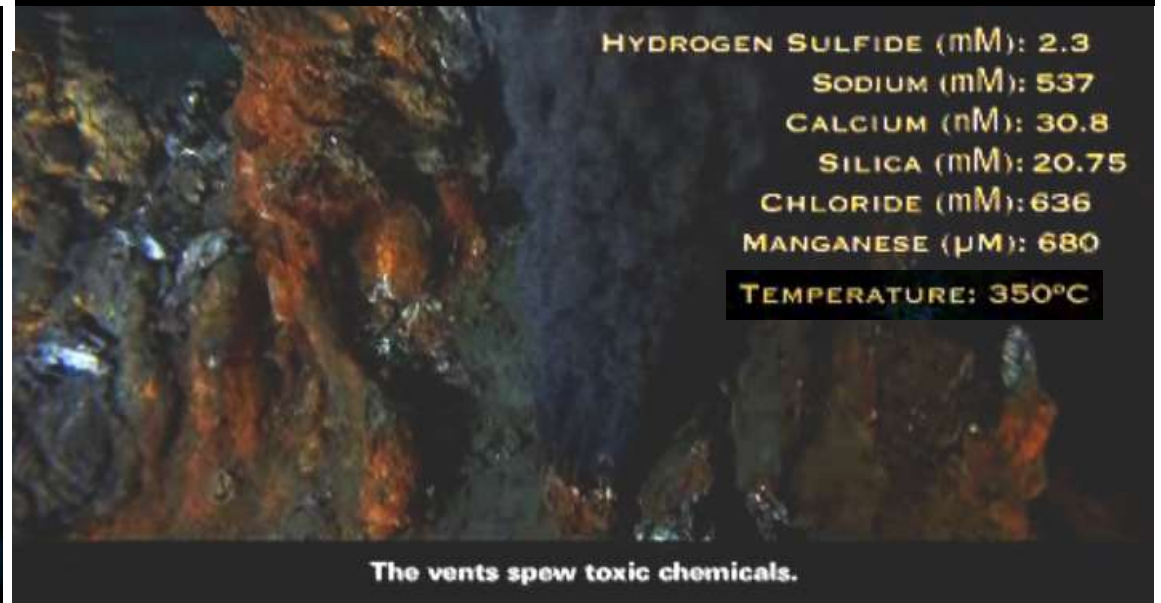 HYDROGEN SULFIDE (mM): 2.3
SODIUM (mM): 537
CALCIUM (nM): 30.8
SILICA (mM): 20.75
CHLORIDE (mM): 636
MANGANESE (µM): 680
TEMPERATURE: 350°C
The vents spew toxic chemicals.